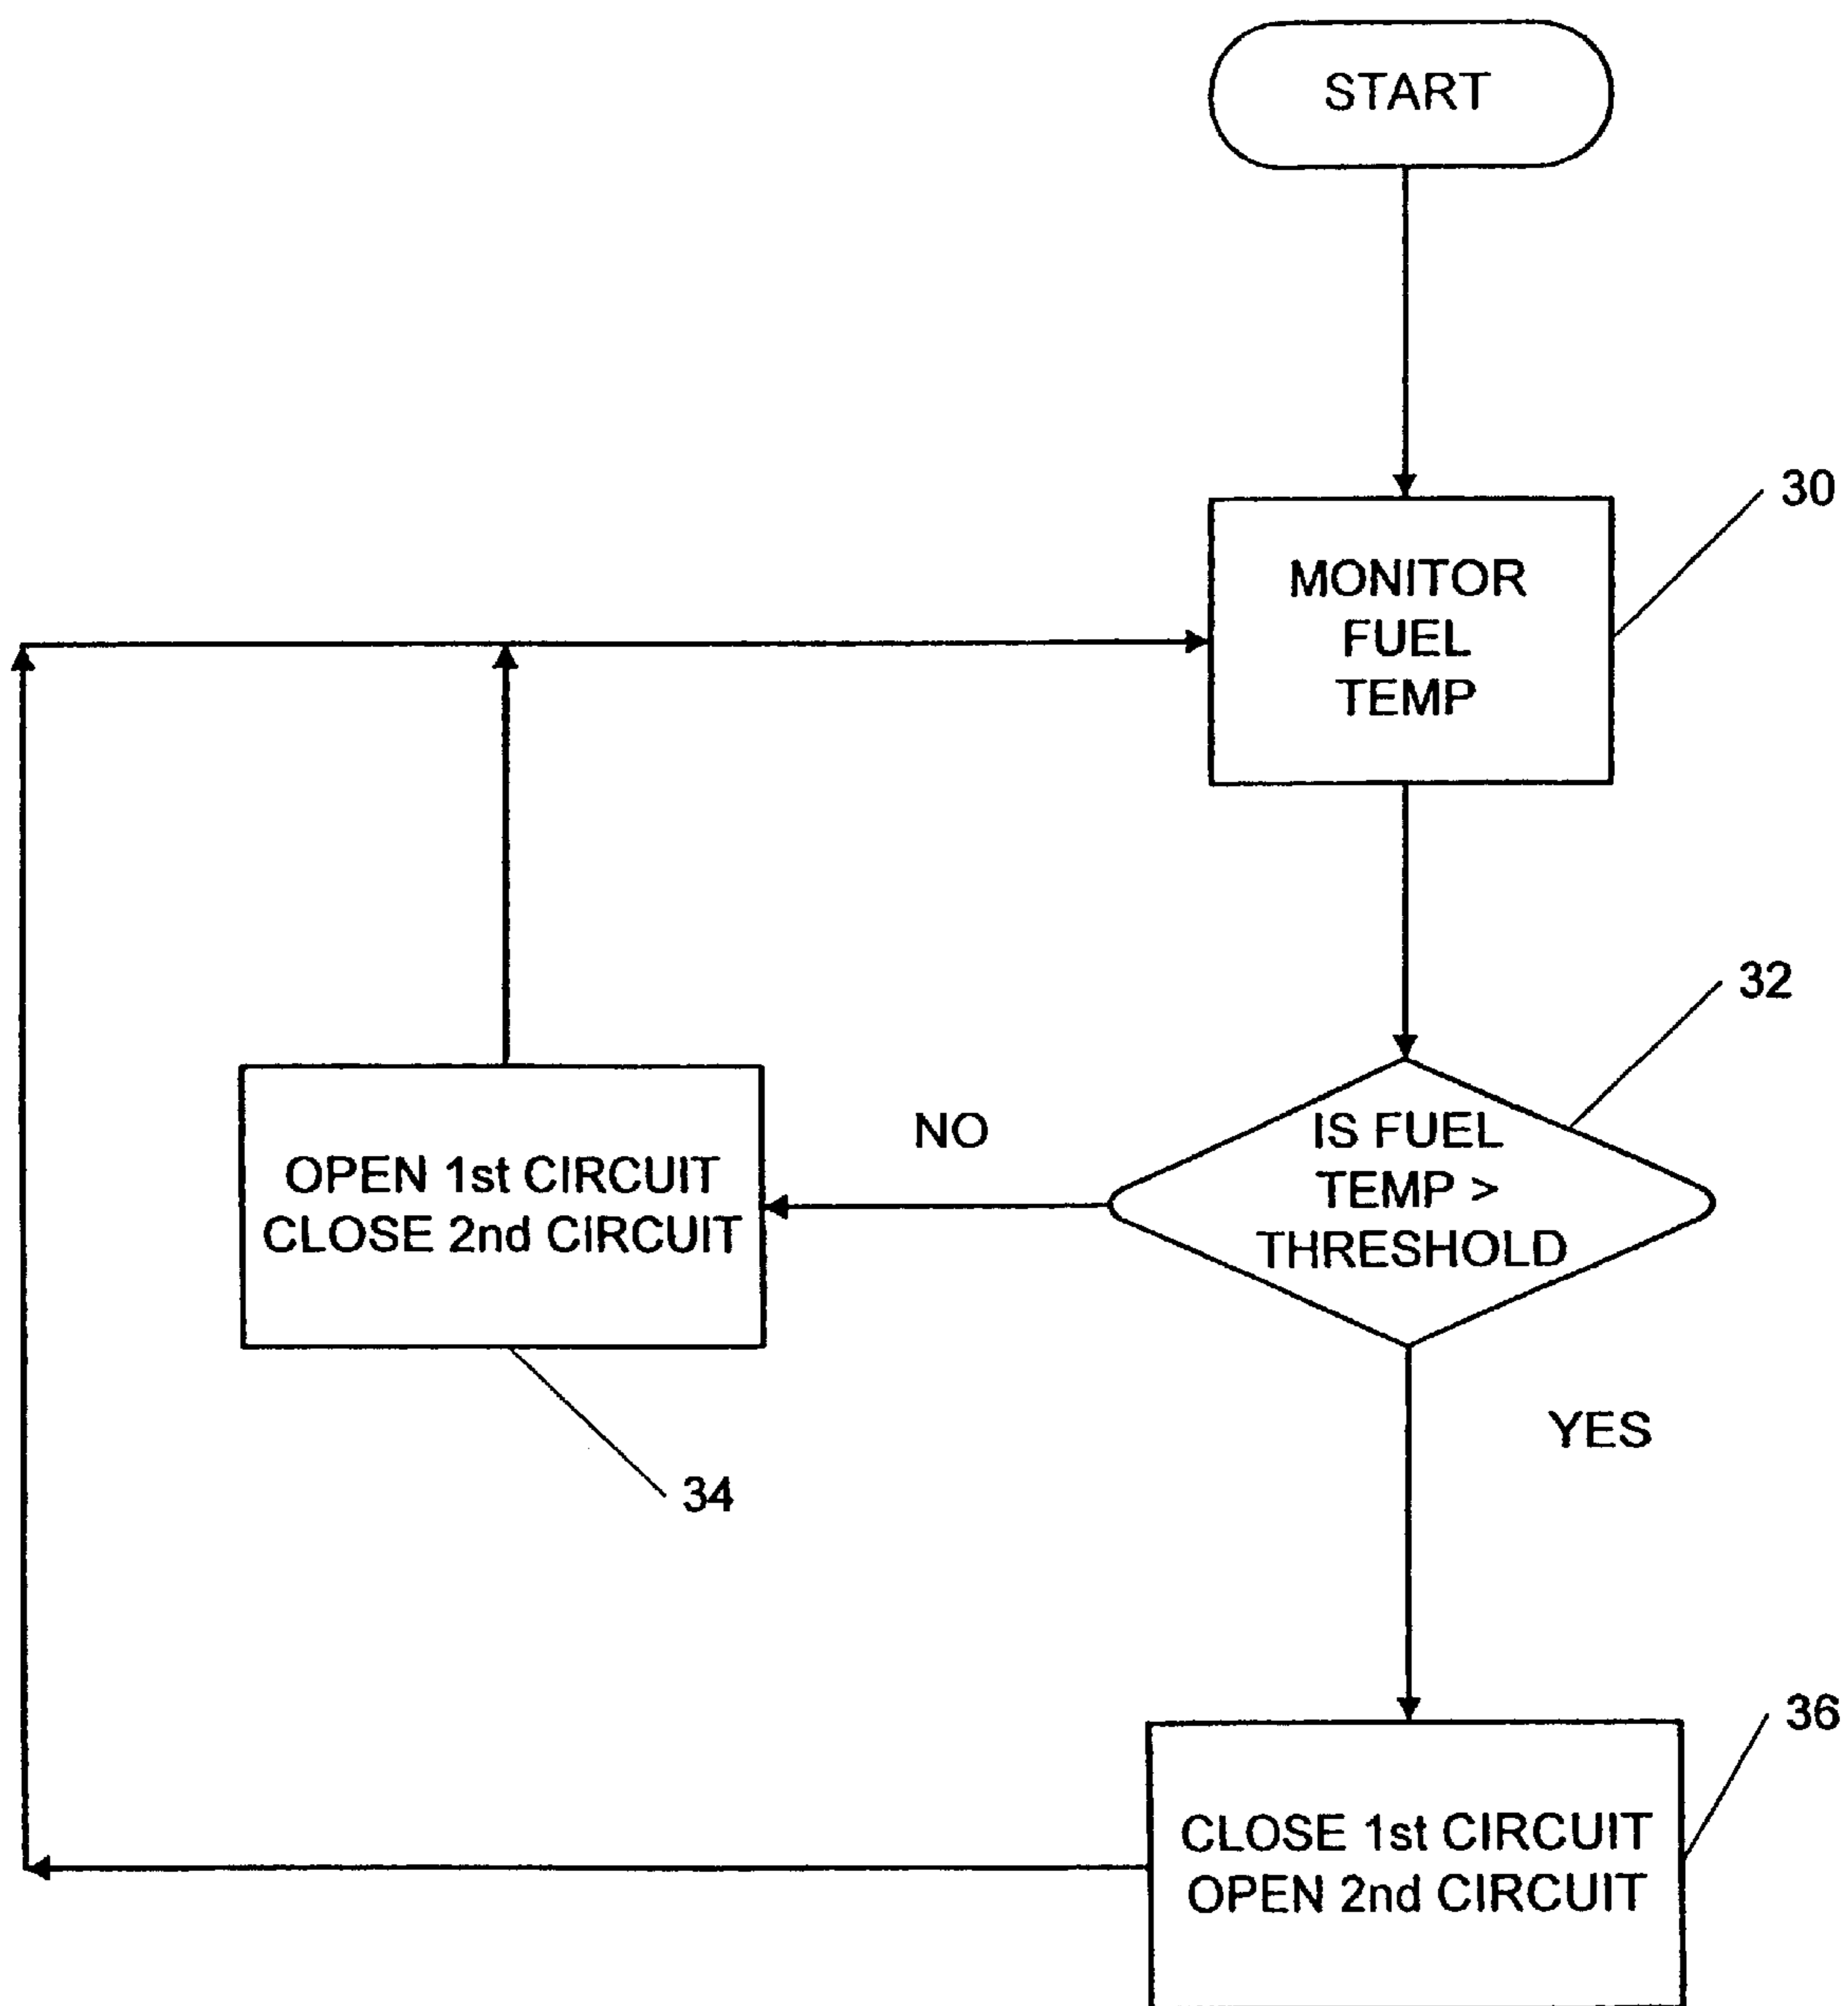 START
30
MONITOR
FUEL
TEMP
32
IS FUEL
TEMP >
THRESHOLD
NO
OPEN 1st CIRCUIT
CLOSE 2nd CIRCUIT
34
YES
36
CLOSE 1st CIRCUIT
OPEN 2nd CIRCUIT